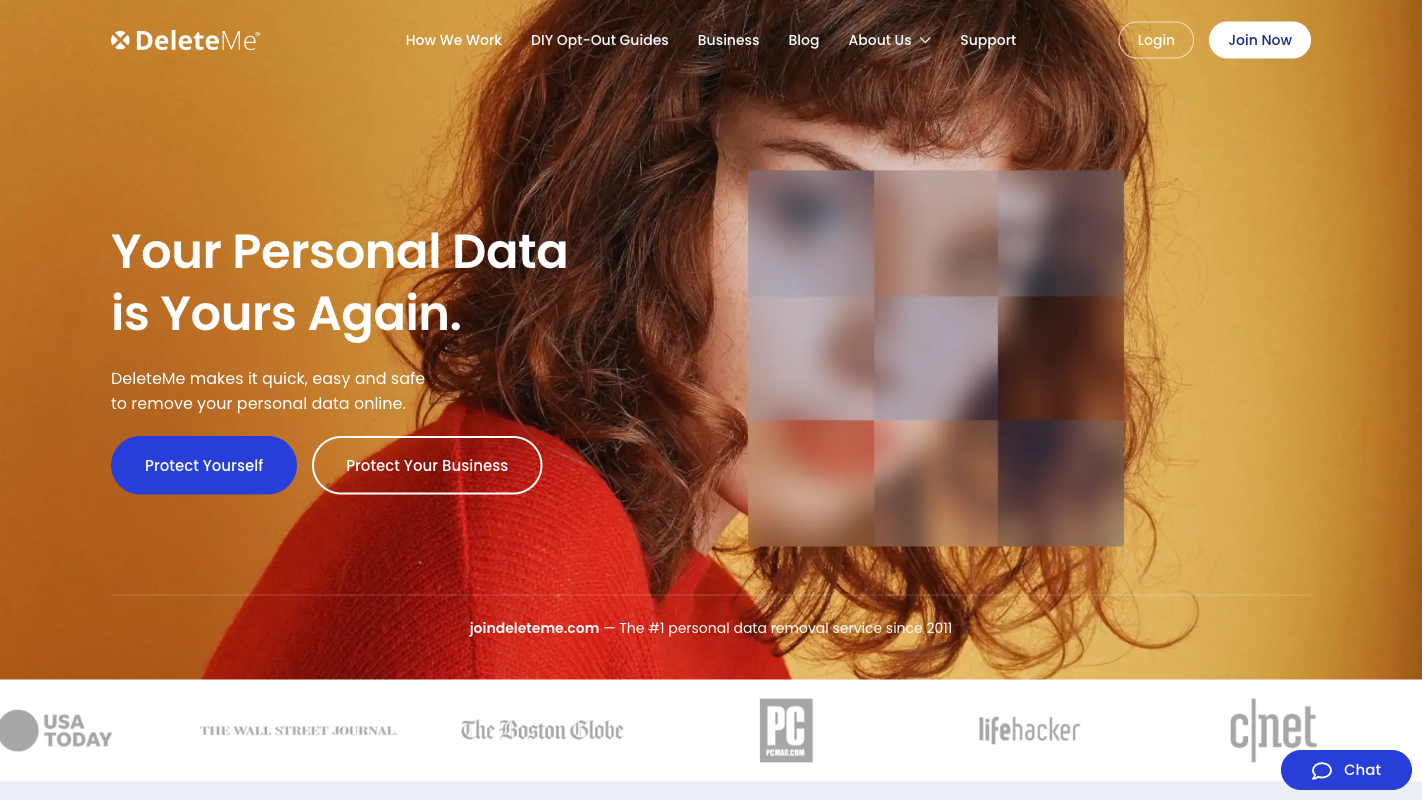 DeleteMe®
How We Work
DIY Opt-Out Guides
Business
Blog
About Us
Support
Login
Join Now
Your Personal Data
is Yours Again.
DeleteMe makes it quick, easy and safe
to remove your personal data online.
Protect Yourself
Protect Your Business
joindeleteme.com — The #1 personal data removal service since 2011
USA
TODAY
THE WALL STREET JOURNAL.
The Boston Globe
PC
PCMAG.COM
lifehacker
c|net
Chat